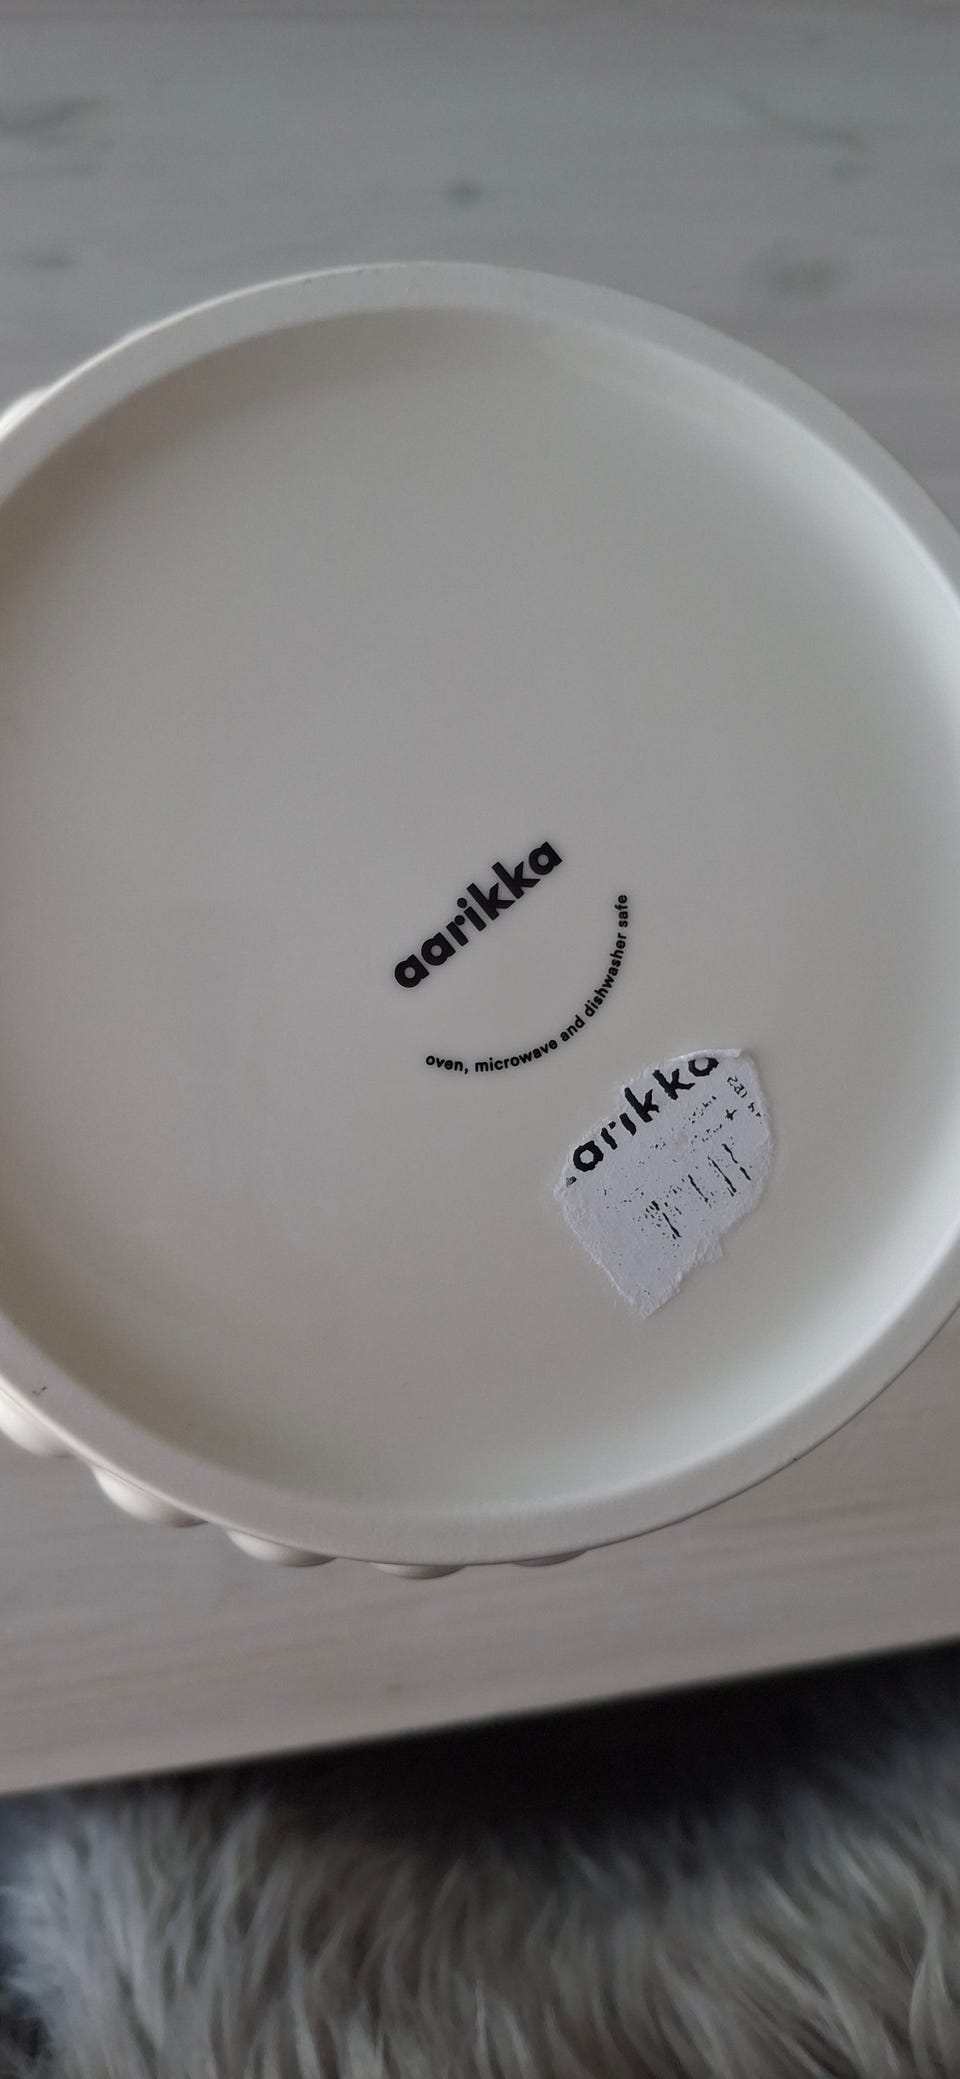 aarikka
oven, microwave and dishwasher safe
arikka